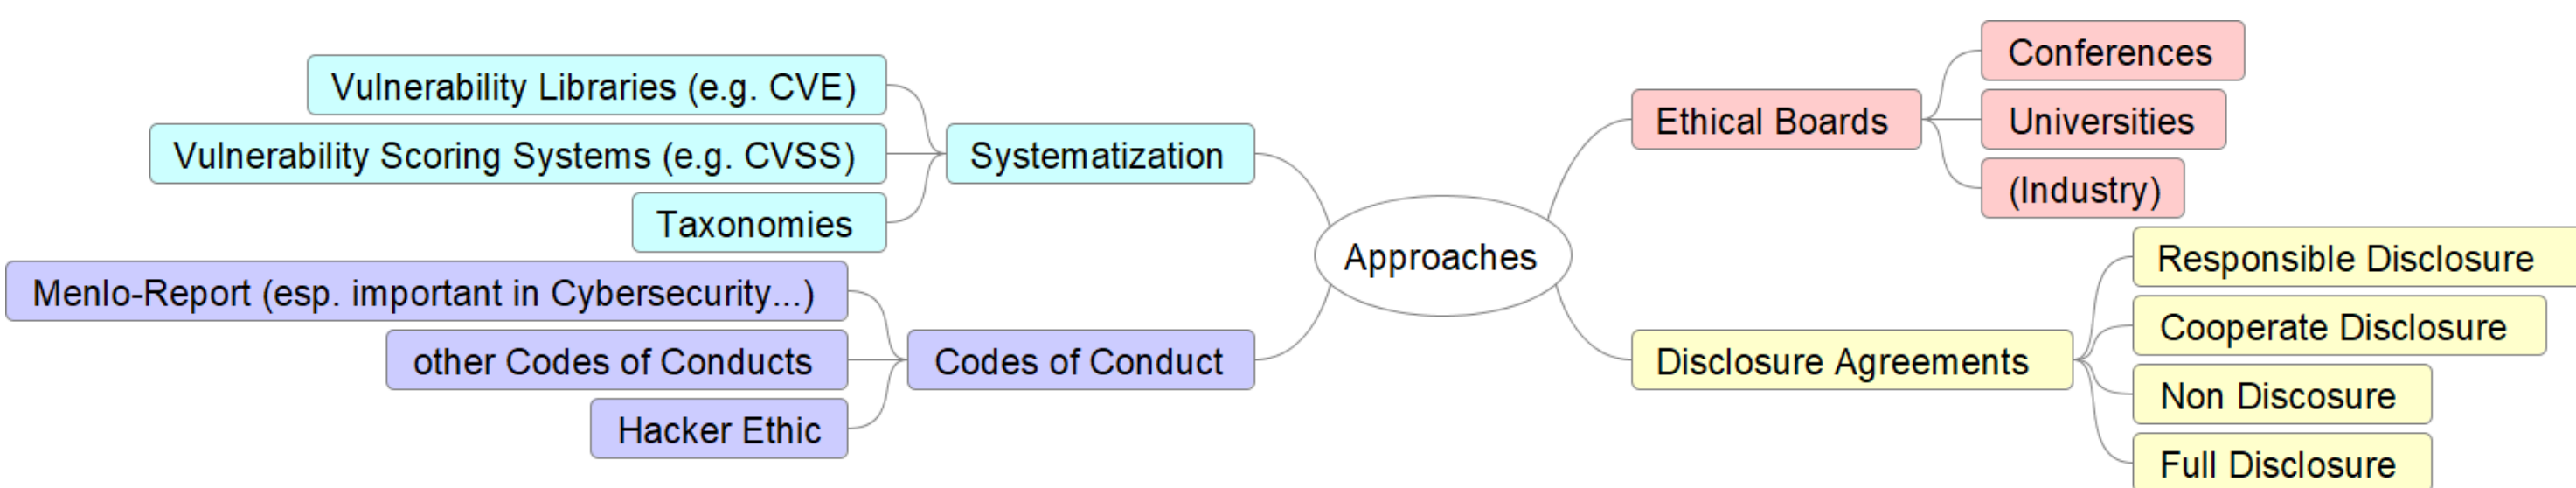 Vulnerability Libraries (e.g. CVE)
Vulnerability Scoring Systems (e.g. CVSS)
Taxonomies
Systematization
Menlo-Report (esp. important in Cybersecurity...)
other Codes of Conducts
Hacker Ethic
Codes of Conduct
Approaches
Ethical Boards
Conferences
Universities
(Industry)
Disclosure Agreements
Responsible Disclosure
Cooperate Disclosure
Non Discosure
Full Disclosure